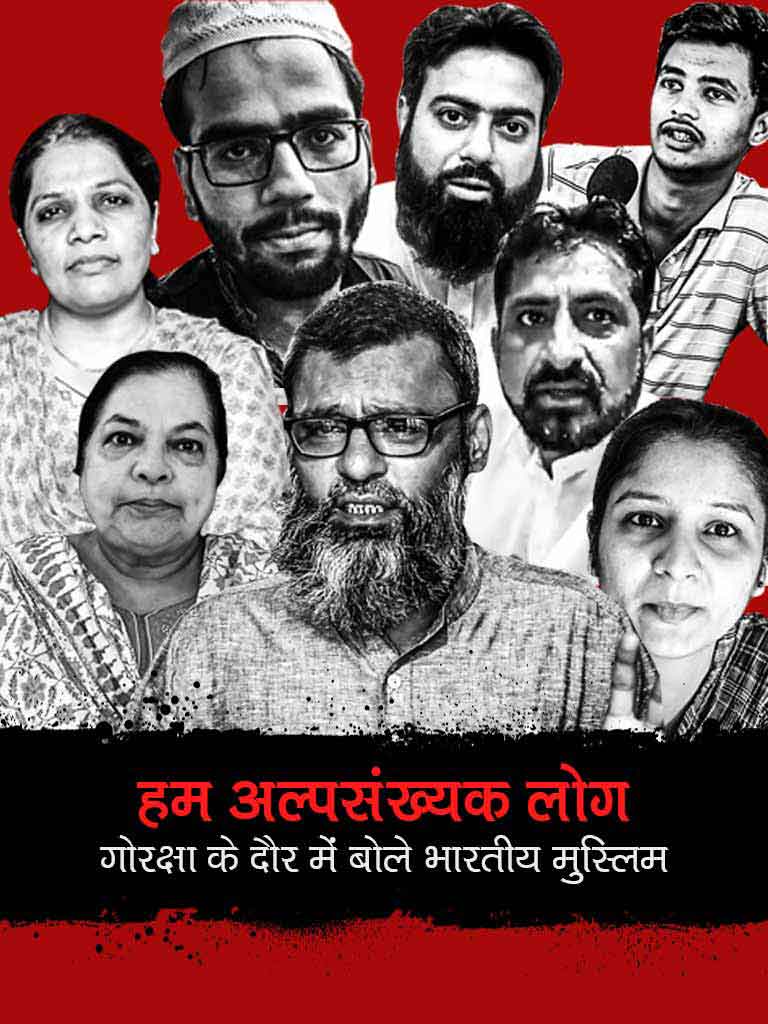 हम अल्पसंख्यक लोग
गोरक्षा के दौर में बोले भारतीय मुस्लिम